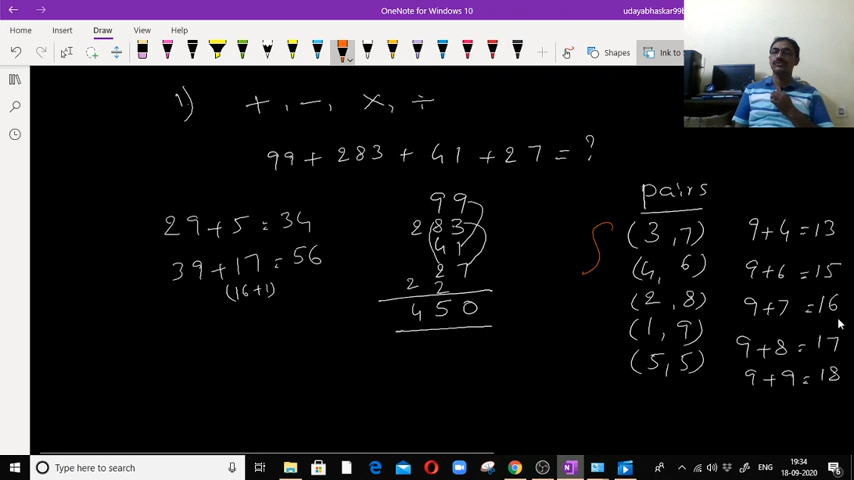 OneNote for Windows 10
udayabhaskar99
Home Insert Draw View Help
Shapes
Ink to
1.) +, -, ×, ÷
99 + 283 + 41 + 27 = ?
29 + 5 = 34
39 + 17 = 56
(16+1)
99
283
41
27
2 2
450
pairs
(3, 7)
(4, 6)
(2, 8)
(1, 9)
(5, 5)
9 + 4 = 13
9 + 6 = 15
9 + 7 = 16
9 + 8 = 17
9 + 9 = 18
Type here to search
ENG
19:34
18-09-2020